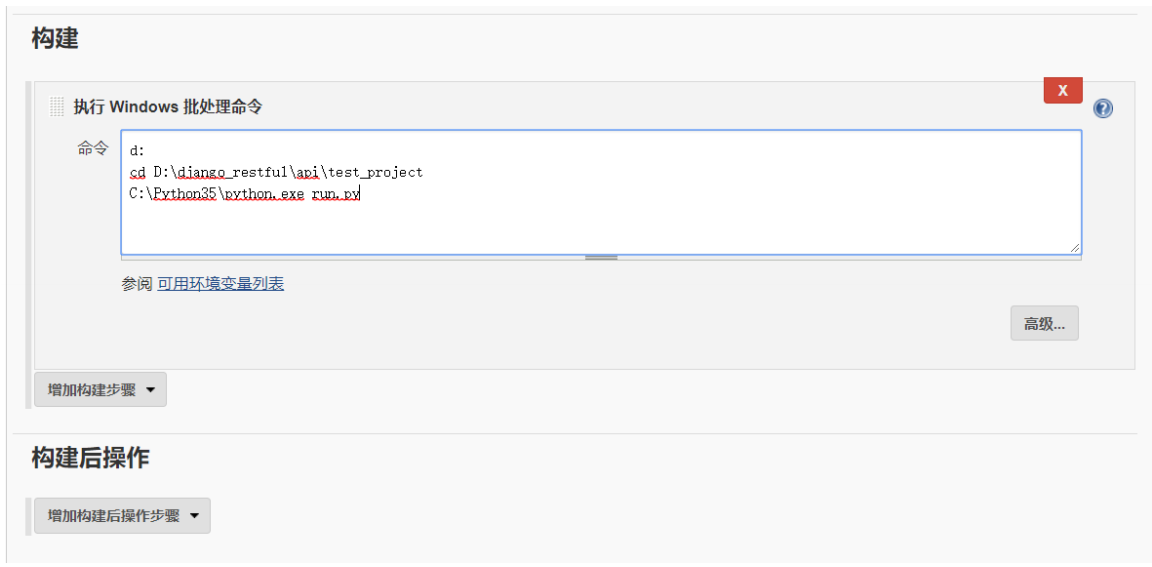 构建
X
执行 Windows 批处理命令
?
命令
d:
cd D:\django_restful\api\test_project
C:\Python35\python.exe run.py
参阅 可用环境变量列表
高级...
增加构建步骤
构建后操作
增加构建后操作步骤